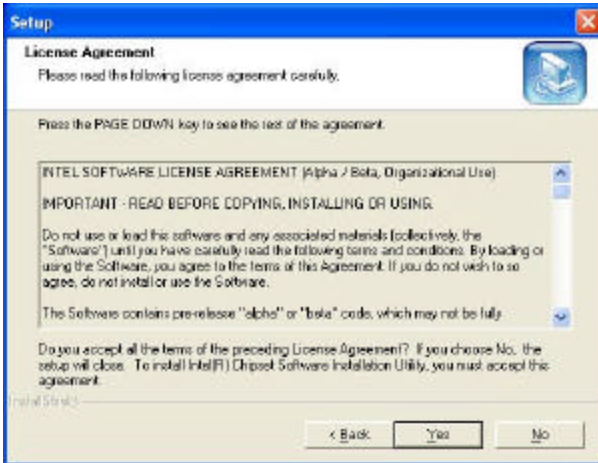 Setup
License Agreement
Please read the following license agreement carefully.
Press the PAGE DOWN key to see the rest of the agreement.
INTEL SOFTWARE LICENSE AGREEMENT (Alpha / Beta, Organizational Use)
IMPORTANT - READ BEFORE COPYING, INSTALLING OR USING.
Do not use or load this software and any associated materials (collectively, the
"Software") until you have carefully read the following terms and conditions. By loading or
using the Software, you agree to the terms of this Agreement. If you do not wish to so
agree, do not install or use the Software.
The Software contains pre-release "alpha" or "beta" code, which may not be fully
Do you accept all the terms of the preceding License Agreement? If you choose No, the
setup will close. To install Intel(R) Chipset Software Installation Utility, you must accept this
agreement.
InstallShield
< Back
Yes
No